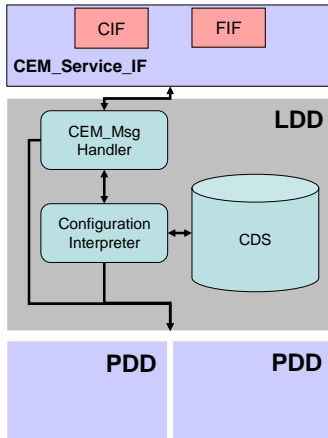 CIF
FIF
CEM_Service_IF
LDD
CEM_Msg
Handler
Configuration
Interpreter
CDS
PDD
PDD